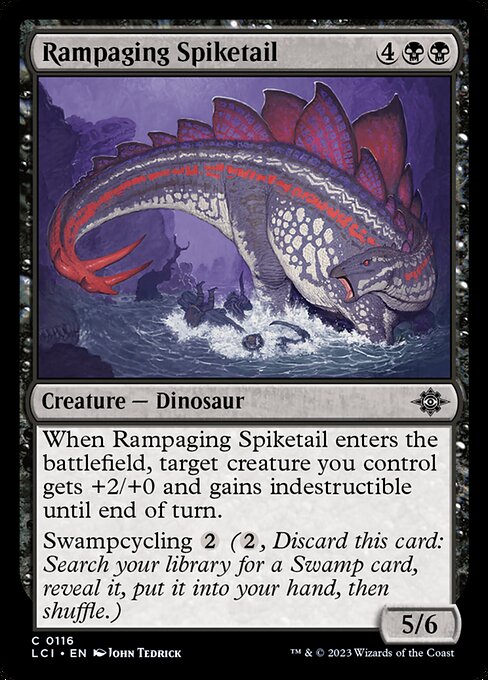 Rampaging Spiketail 4
Creature — Dinosaur
When Rampaging Spiketail enters the
battlefield, target creature you control
gets +2/+0 and gains indestructible
until end of turn.
Swampcycling 2 (2, Discard this card:
Search your library for a Swamp card,
reveal it, put it into your hand, then
shuffle.)
5/6
C 0116
LCI • EN John Tedrick
™ & © 2023 Wizards of the Coast